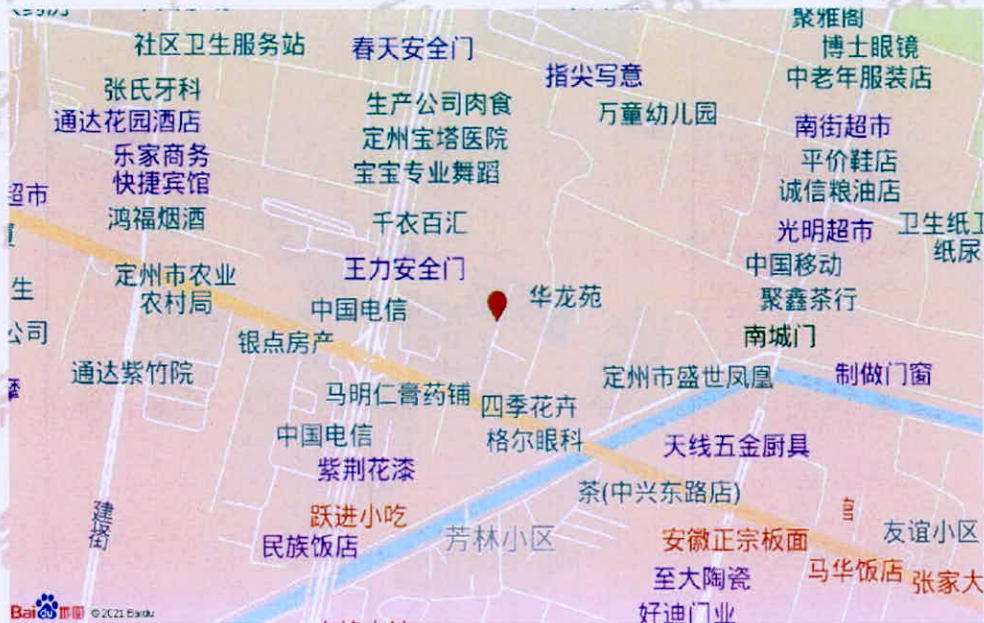 聚雅阁
社区卫生服务站
春天安全门
博士眼镜
指尖写意
中老年服装店
张氏牙科
生产公司肉食
万童幼儿园
通达花园酒店
南街超市
定州宝塔医院
乐家商务
快捷宾馆
平价鞋店
宝宝专业舞蹈
诚信粮油店
超市
鸿福烟酒
千衣百汇
光明超市
卫生纸卫
纸尿
王力安全门
中国移动
定州市农业
农村局
生
中国电信
华龙苑
聚鑫茶行
公司
银点房产
南城门
通达紫竹院
定州市盛世凤凰
制做门窗
马明仁膏药铺
四季花卉
中国电信
格尔眼科
天线五金厨具
紫荆花漆
茶(中兴东路店)
建设街
跃进小吃
官
友谊小区
民族饭店
芳林小区
安徽正宗板面
马华饭店
张家大
至大陶瓷
好迪门业
Bai du 地图 © 2021 Baidu